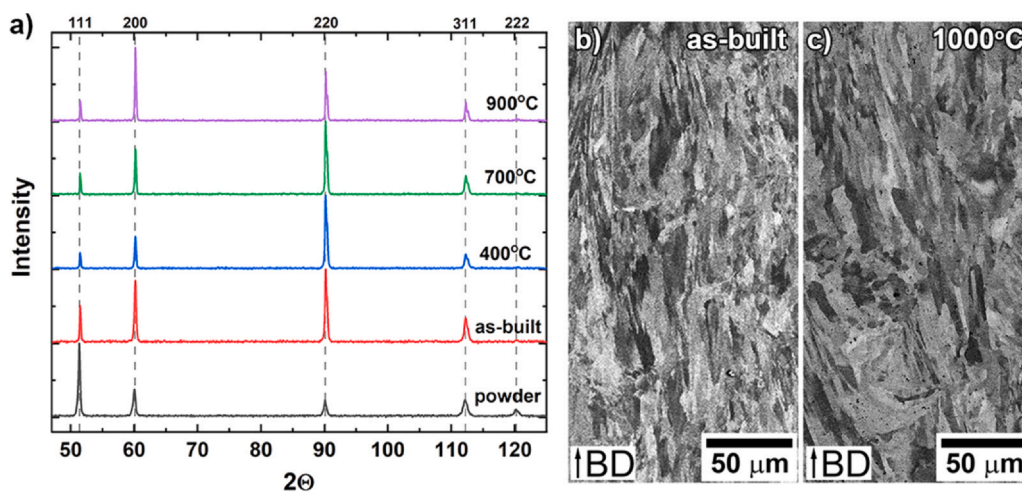 a)
111 200 220 311 222
900°C
700°C
400°C
as-built
powder
Intensity
50 60 70 80 90 100 110 120
2Θ
b) as-built
↑BD 50 µm
c) 1000°C
↑BD 50 µm